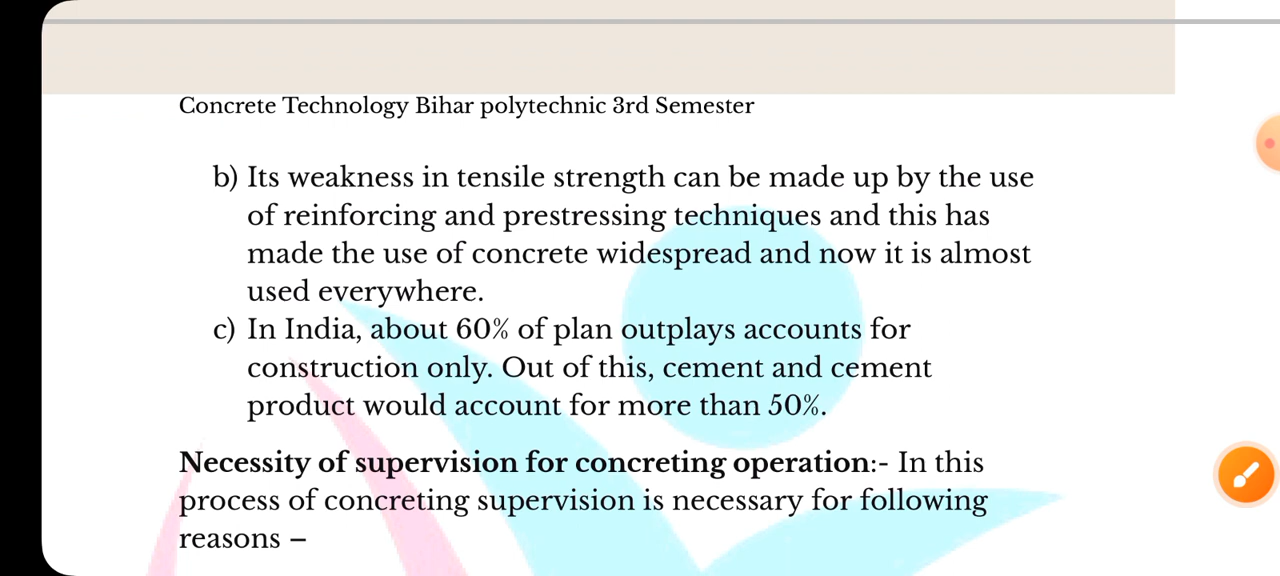 Concrete Technology Bihar polytechnic 3rd Semester
b) Its weakness in tensile strength can be made up by the use
of reinforcing and prestressing techniques and this has
made the use of concrete widespread and now it is almost
used everywhere.
c) In India, about 60% of plan outplays accounts for
construction only. Out of this, cement and cement
product would account for more than 50%.
Necessity of supervision for concreting operation:- In this
process of concreting supervision is necessary for following
reasons –